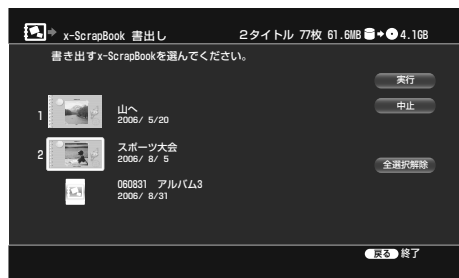 x-ScrapBook 書出し 2タイトル 77枚 61.6MB 4.1GB
書き出すx-ScrapBookを選んでください。
実行
中止
1 山へ
2006/ 5/20
2 スポーツ大会
2006/ 8/ 5
全選択解除
060831 アルバム3
2006/ 8/31
戻る 終了